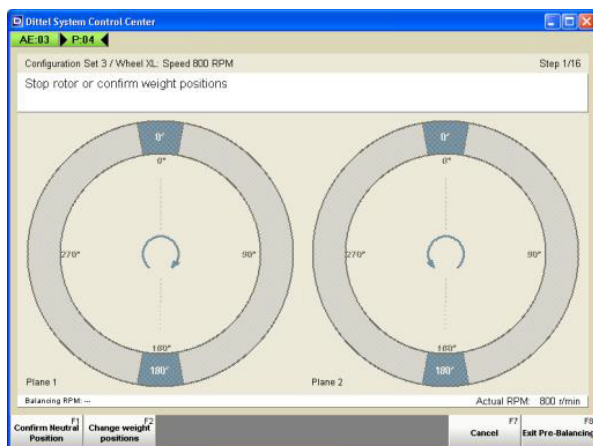 Dittel System Control Center
AE:03 P:04
Configuration Set 3 / Wheel XL: Speed 800 RPM Step 1/16
Stop rotor or confirm weight positions
0° 0°
0° 0°
270° 90° 270° 90°
180° 180°
180° 180°
Plane 1 Plane 2
Balancing RPM: --- Actual RPM: 800 r/min
F1 F2 F7 F8
Confirm Neutral Position
Change weight positions
Cancel
Exit Pre-Balancing